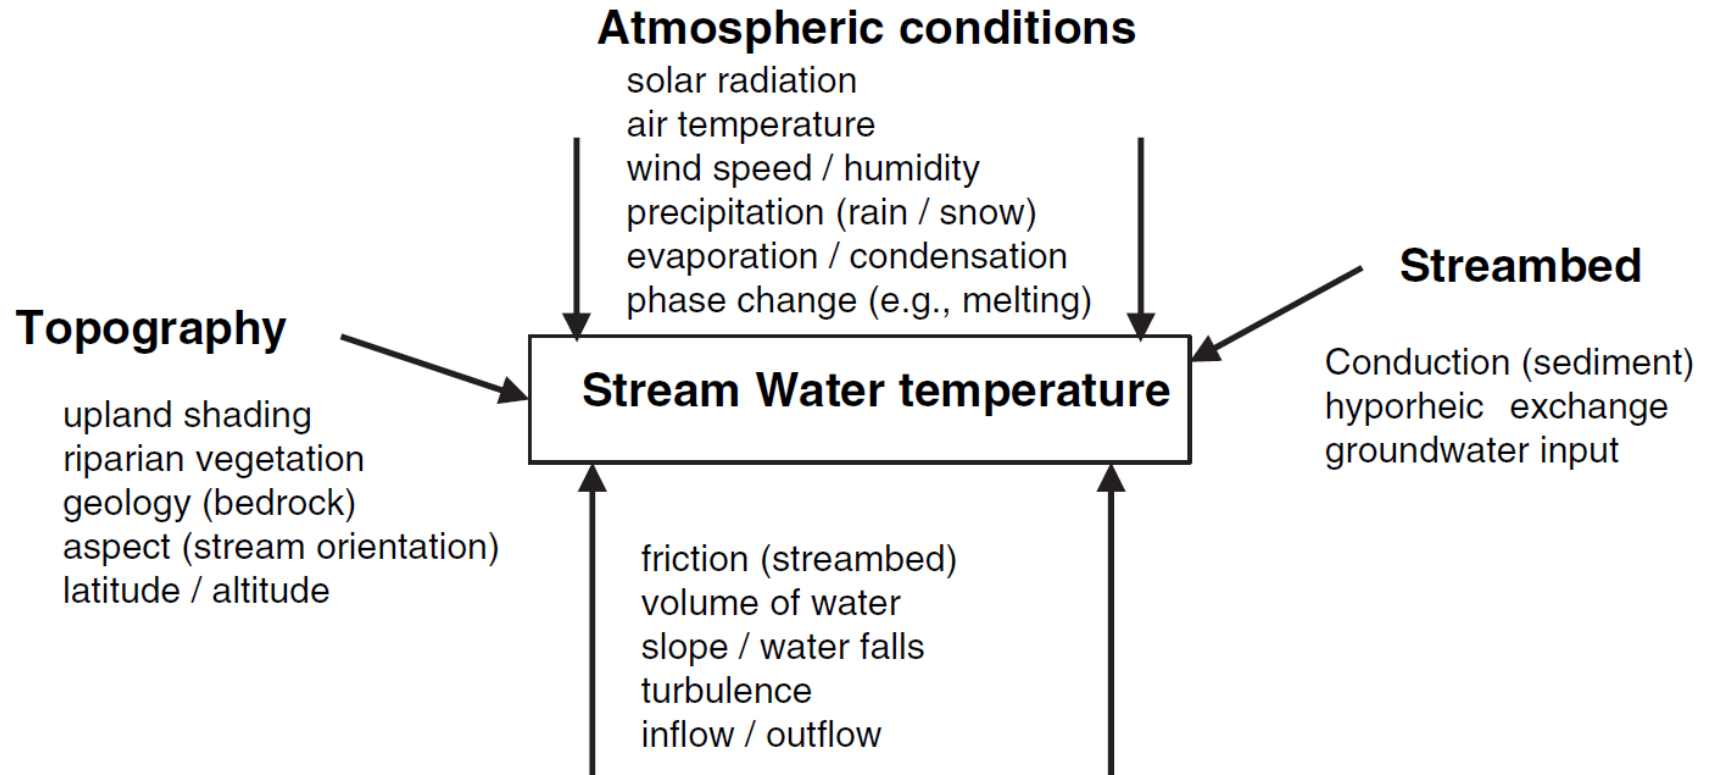 Atmospheric conditions
solar radiation
air temperature
wind speed / humidity
precipitation (rain / snow)
evaporation / condensation
phase change (e.g., melting)
Topography
upland shading
riparian vegetation
geology (bedrock)
aspect (stream orientation)
latitude / altitude
Stream Water temperature
Streambed
Conduction (sediment)
hyporheic exchange
groundwater input
friction (streambed)
volume of water
slope / water falls
turbulence
inflow / outflow